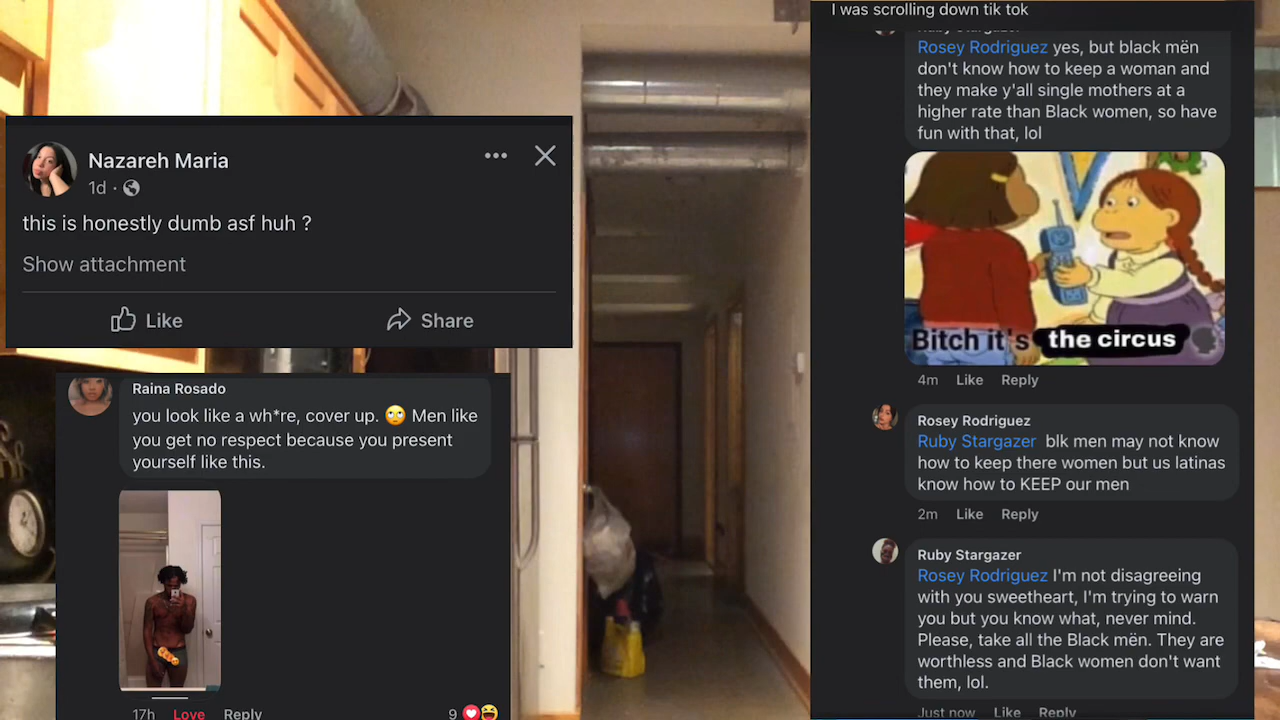 Nazareh Maria
1d ·
this is honestly dumb asf huh ?
Show attachment
Like
Share
Raina Rosado
you look like a wh*re, cover up. 🙄 Men like
you get no respect because you present
yourself like this.
17h Love Reply 9
I was scrolling down tik tok
Ruby Stargazer
Rosey Rodriguez yes, but black mën
don't know how to keep a woman and
they make y'all single mothers at a
higher rate than Black women, so have
fun with that, lol
Bitch it's the circus
4m Like Reply
Rosey Rodriguez
Ruby Stargazer blk men may not know
how to keep there women but us latinas
know how to KEEP our men
2m Like Reply
Ruby Stargazer
Rosey Rodriguez I'm not disagreeing
with you sweetheart, I'm trying to warn
you but you know what, never mind.
Please, take all the Black mën. They are
worthless and Black women don't want
them, lol.
Just now Like Reply